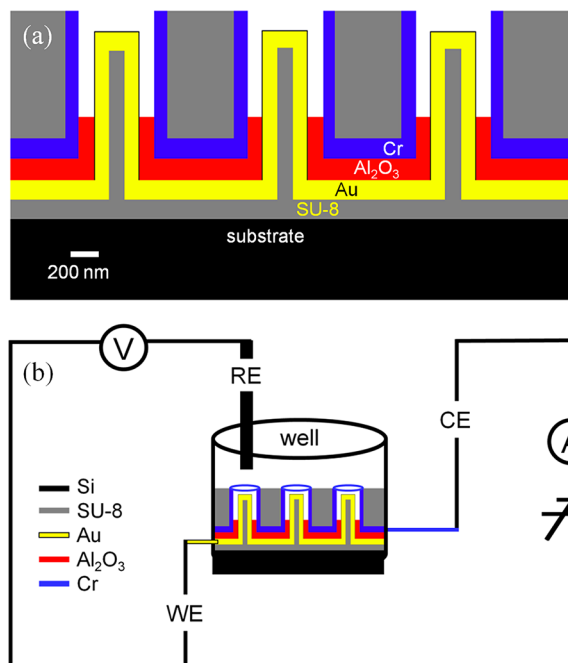 (a)
Cr
Al₂O₃
Au
SU-8
substrate
200 nm
(b)
V
RE
CE
A
well
Si
SU-8
Au
Al₂O₃
Cr
WE